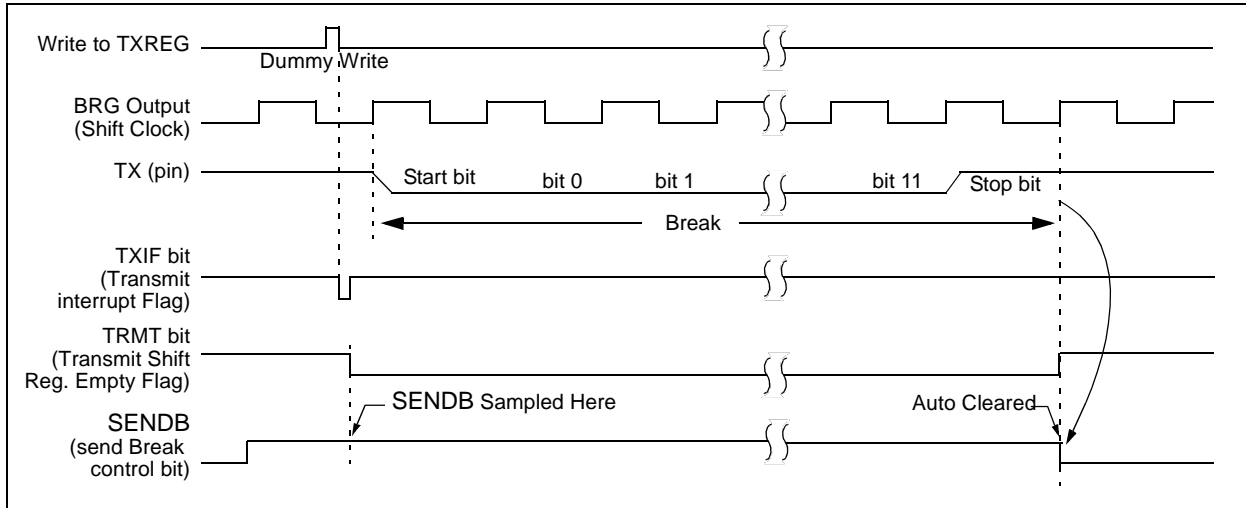 Write to TXREG
Dummy Write
BRG Output
(Shift Clock)
TX (pin)
Start bit
bit 0
bit 1
bit 11
Stop bit
Break
TXIF bit
(Transmit
interrupt Flag)
TRMT bit
(Transmit Shift
Reg. Empty Flag)
SENDB Sampled Here
Auto Cleared
SENDB
(send Break
control bit)